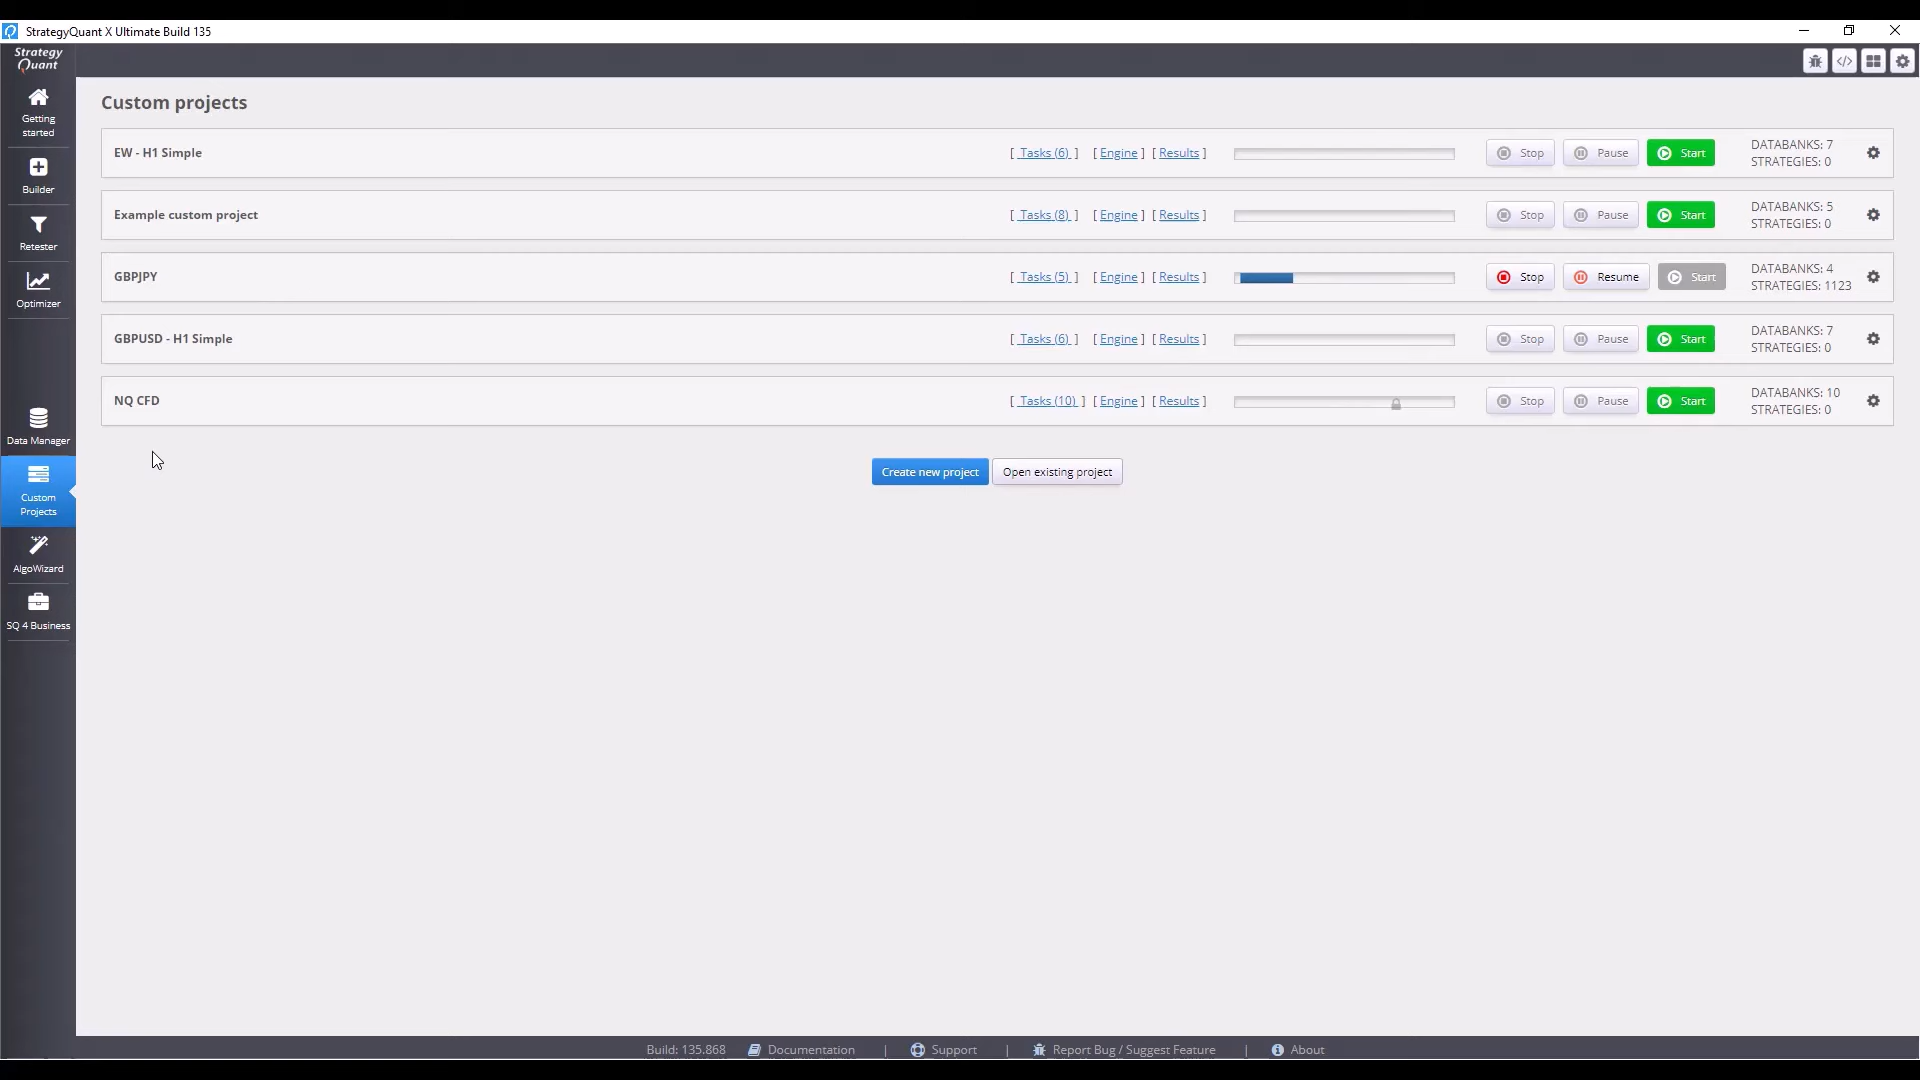 StrategyQuant X Ultimate Build 135
Strategy
Quant
Getting
started
Builder
Retester
Optimizer
Data Manager
Custom
Projects
AlgoWizard
SQ 4 Business
Custom projects
EW - H1 Simple [ Tasks (6) ] [ Engine ] [ Results ] Stop Pause Start DATABANKS: 7
STRATEGIES: 0
Example custom project [ Tasks (8) ] [ Engine ] [ Results ] Stop Pause Start DATABANKS: 5
STRATEGIES: 0
GBPJPY [ Tasks (5) ] [ Engine ] [ Results ] Stop Resume Start DATABANKS: 4
STRATEGIES: 1123
GBPUSD - H1 Simple [ Tasks (6) ] [ Engine ] [ Results ] Stop Pause Start DATABANKS: 7
STRATEGIES: 0
NQ CFD [ Tasks (10) ] [ Engine ] [ Results ] Stop Pause Start DATABANKS: 10
STRATEGIES: 0
Create new project Open existing project
Build: 135.868 Documentation | Support | Report Bug / Suggest Feature | About